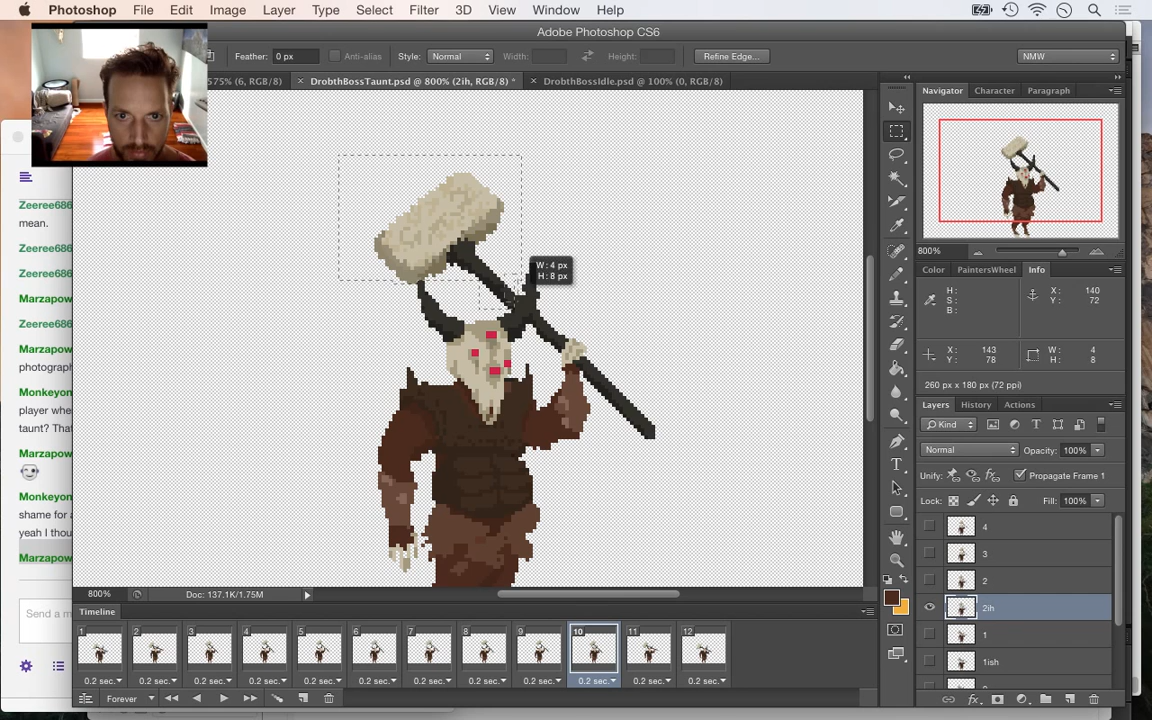 Photoshop File Edit Image Layer Type Select Filter 3D View Window Help
Adobe Photoshop CS6
Feather: 0 px Anti-alias Style: Normal Width: Height: Refine Edge... NMW
575% (6, RGB/8) × DrobthBossTaunt.psd @ 800% (2ih, RGB/8) * × DrobthBossIdle.psd @ 100% (0, RGB/8)
Navigator Character Paragraph
800%
Color PaintersWheel Info
H: X: 140
S: Y: 72
B:
X: 143 W: 4
Y: 78 H: 8
260 px x 180 px (72 ppi)
Layers History Actions
Kind
Normal Opacity: 100%
Unify: Propagate Frame 1
Lock: Fill: 100%
4
3
2
2ih
1
1ish
W: 4 px
H: 8 px
Zeeree686
mean.
Zeeree686
Zeeree686
Marzapow
Zeeree686
Marzapow
photograph
Monkeyon
player whe
taunt? That
Marzapow
Monkeyon
shame for a
yeah I thou
Marzapow
Send a m
800% Doc: 137.1K/1.75M
Timeline
1 2 3 4 5 6 7 8 9 10 11 12
0.2 sec. 0.2 sec. 0.2 sec. 0.2 sec. 0.2 sec. 0.2 sec. 0.2 sec. 0.2 sec. 0.2 sec. 0.2 sec. 0.2 sec. 0.2 sec.
Forever